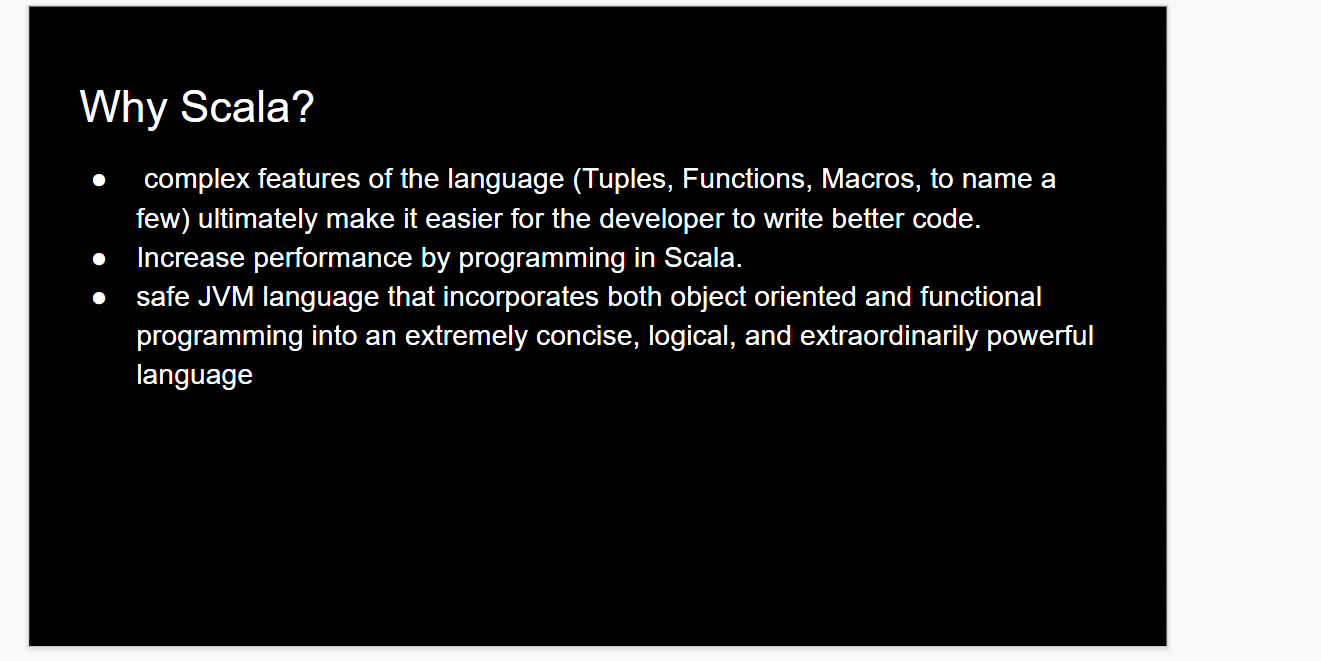 Why Scala?
● complex features of the language (Tuples, Functions, Macros, to name a
few) ultimately make it easier for the developer to write better code.
● Increase performance by programming in Scala.
● safe JVM language that incorporates both object oriented and functional
programming into an extremely concise, logical, and extraordinarily powerful
language